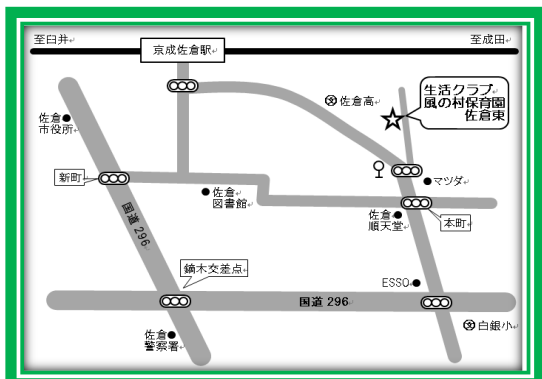 至臼井
至成田
京成佐倉駅
佐倉高
生活クラブ
風の村保育園
佐倉東
佐倉
市役所
マツダ
新町
佐倉
図書館
国道296
佐倉
順天堂
本町
鏑木交差点
ESSO
国道296
佐倉
警察署
白銀小